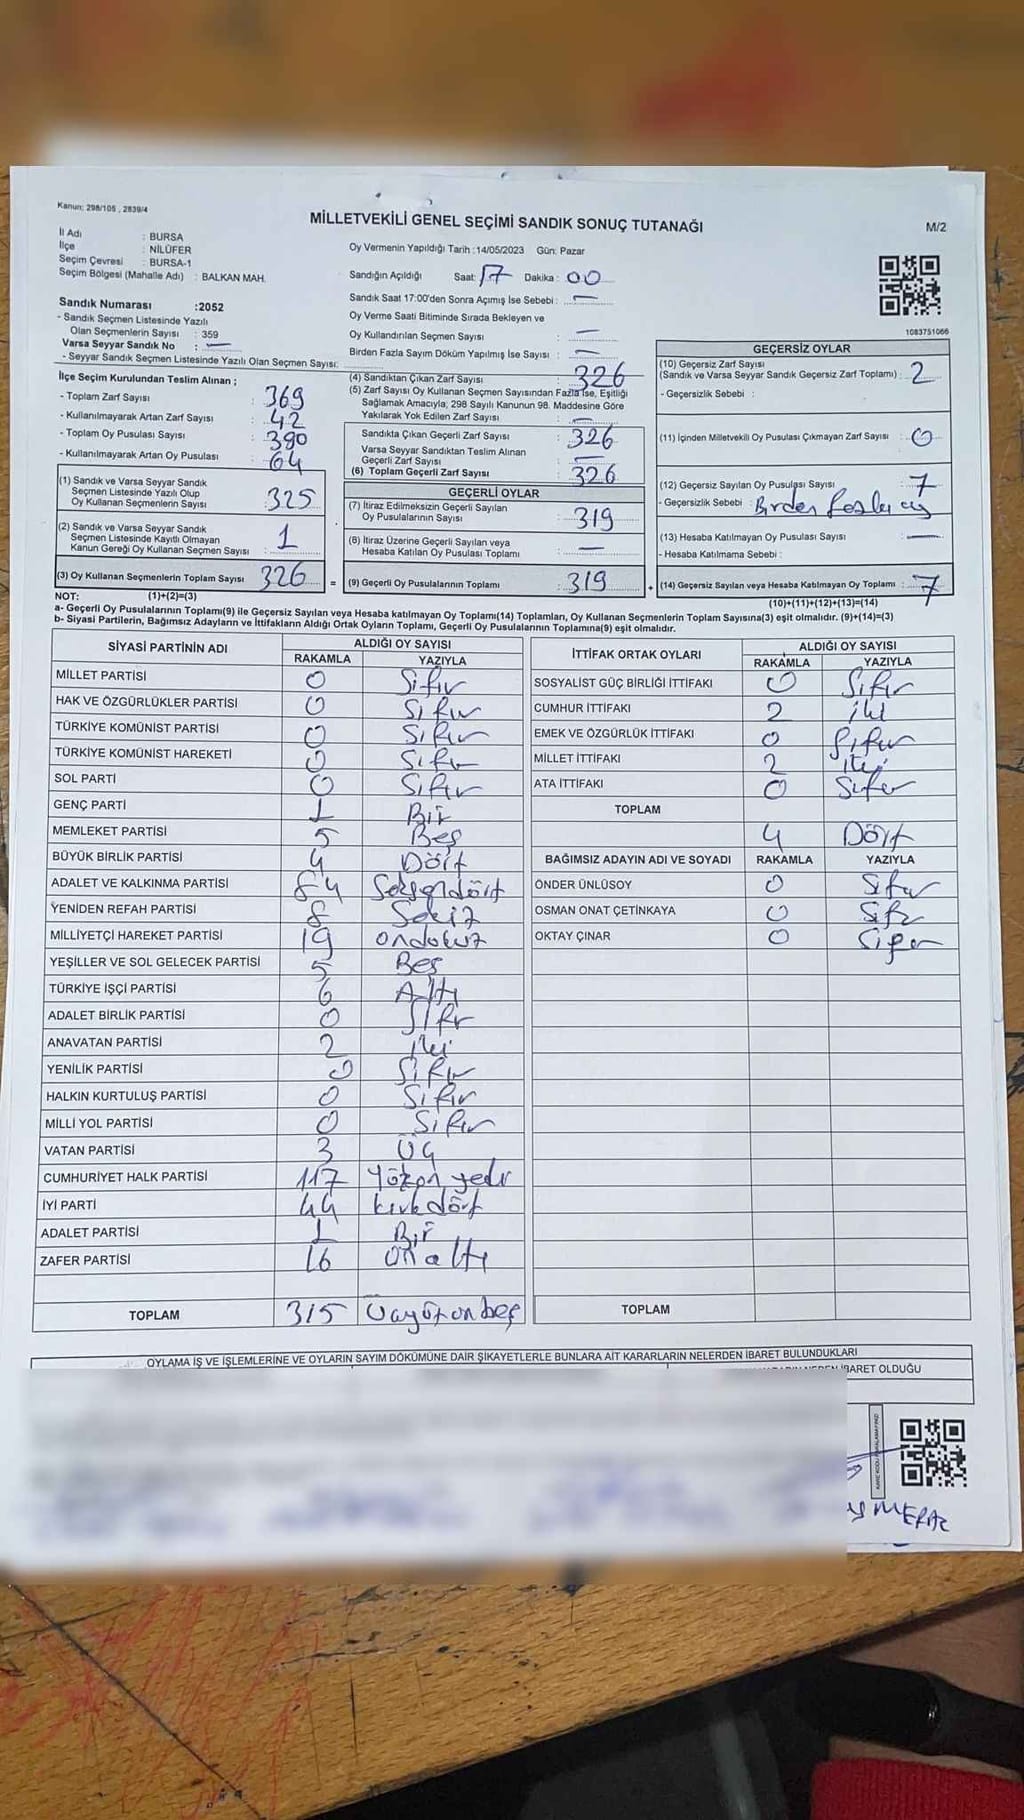 Kanun: 298/105 , 2839/4
MİLLETVEKİLİ GENEL SEÇİMİ SANDIK SONUÇ TUTANAĞI
M/2
İl Adı : BURSA
İlçe : NİLÜFER
Seçim Çevresi : BURSA-1
Seçim Bölgesi (Mahalle Adı) : BALKAN MAH.
Oy Vermenin Yapıldığı Tarih :14/05/2023 Gün: Pazar
Sandığın Açıldığı Saat: 17 Dakika : 00
Sandık Saat 17:00'den Sonra Açımış İse Sebebi : —
Oy Verme Saati Bitiminde Sırada Bekleyen ve
Oy Kullandırılan Seçmen Sayısı : —
Birden Fazla Sayım Döküm Yapılmış İse Sayısı : —
1083751066
Sandık Numarası :2052
- Sandık Seçmen Listesinde Yazılı
Olan Seçmenlerin Sayısı : 359
Varsa Seyyar Sandık No : —
- Seyyar Sandık Seçmen Listesinde Yazılı Olan Seçmen Sayısı:
İlçe Seçim Kurulundan Teslim Alınan ;
- Toplam Zarf Sayısı : 369
- Kullanılmayarak Artan Zarf Sayısı : 42
- Toplam Oy Pusulası Sayısı : 390
- Kullanılmayarak Artan Oy Pusulası : 64
(1) Sandık ve Varsa Seyyar Sandık
Seçmen Listesinde Yazılı Olup
Oy Kullanan Seçmenlerin Sayısı : 325
(2) Sandık ve Varsa Seyyar Sandık
Seçmen Listesinde Kayıtlı Olmayan
Kanun Gereği Oy Kullanan Seçmen Sayısı : 1
(3) Oy Kullanan Seçmenlerin Toplam Sayısı 326 =
(4) Sandıktan Çıkan Zarf Sayısı : 326
(5) Zarf Sayısı Oy Kullanan Seçmen Sayısından Fazla İse, Eşitliği
Sağlamak Amacıyla; 298 Sayılı Kanunun 98. Maddesine Göre
Yakılarak Yok Edilen Zarf Sayısı : —
Sandıkta Çıkan Geçerli Zarf Sayısı : 326
Varsa Seyyar Sandıktan Teslim Alınan
Geçerli Zarf Sayısı : —
(6) Toplam Geçerli Zarf Sayısı : 326
GEÇERLİ OYLAR
(7) İtiraz Edilmeksizin Geçerli Sayılan
Oy Pusulalarının Sayısı : 319
(8) İtiraz Üzerine Geçerli Sayılan veya
Hesaba Katılan Oy Pusulası Toplamı : —
(9) Geçerli Oy Pusulalarının Toplamı : 319 +
GEÇERSİZ OYLAR
(10) Geçersiz Zarf Sayısı
(Sandık ve Varsa Seyyar Sandık Geçersiz Zarf Toplamı) : 2
- Geçersizlik Sebebi :
(11) İçinden Milletvekili Oy Pusulası Çıkmayan Zarf Sayısı : 0
(12) Geçersiz Sayılan Oy Pusulası Sayısı : 7
- Geçersizlik Sebebi : Birden fazla oy
(13) Hesaba Katılmayan Oy Pusulası Sayısı : —
- Hesaba Katılmama Sebebi :
(14) Geçersiz Sayılan veya Hesaba Katılmayan Oy Toplamı : 7
NOT: (1)+(2)=(3)
(10)+(11)+(12)+(13)=(14)
a- Geçerli Oy Pusulalarının Toplamı(9) ile Geçersiz Sayılan veya Hesaba katılmayan Oy Toplamı(14) Toplamları, Oy Kullanan Seçmenlerin Toplam Sayısına(3) eşit olmalıdır. (9)+(14)=(3)
b- Siyasi Partilerin, Bağımsız Adayların ve İttifakların Aldığı Ortak Oyların Toplamı, Geçerli Oy Pusulalarının Toplamına(9) eşit olmalıdır.
SİYASİ PARTİNİN ADI ALDIĞI OY SAYISI
RAKAMLA YAZIYLA
MİLLET PARTİSİ 0 Sıfır
HAK VE ÖZGÜRLÜKLER PARTİSİ 0 Sıfır
TÜRKİYE KOMÜNİST PARTİSİ 0 Sıfır
TÜRKİYE KOMÜNİST HAREKETİ 0 Sıfır
SOL PARTİ 0 Sıfır
GENÇ PARTİ 1 Bir
MEMLEKET PARTİSİ 5 Beş
BÜYÜK BİRLİK PARTİSİ 4 Dört
ADALET VE KALKINMA PARTİSİ 84 Seksendört
YENİDEN REFAH PARTİSİ 8 Sekiz
MİLLİYETÇİ HAREKET PARTİSİ 19 ondokuz
YEŞİLLER VE SOL GELECEK PARTİSİ 5 Beş
TÜRKİYE İŞÇİ PARTİSİ 6 Altı
ADALET BİRLİK PARTİSİ 0 Sıfır
ANAVATAN PARTİSİ 2 iki
YENİLİK PARTİSİ 0 Sıfır
HALKIN KURTULUŞ PARTİSİ 0 Sıfır
MİLLİ YOL PARTİSİ 0 Sıfır
VATAN PARTİSİ 3 Üç
CUMHURİYET HALK PARTİSİ 117 Yüzon yedi
İYİ PARTİ 44 kırkdört
ADALET PARTİSİ 1 Bir
ZAFER PARTİSİ 16 onaltı
TOPLAM 315 Üçyüzonbeş
İTTİFAK ORTAK OYLARI ALDIĞI OY SAYISI
RAKAMLA YAZIYLA
SOSYALİST GÜÇ BİRLİĞİ İTTİFAKI 0 Sıfır
CUMHUR İTTİFAKI 2 iki
EMEK VE ÖZGÜRLÜK İTTİFAKI 0 Sıfır
MİLLET İTTİFAKI 2 iki
ATA İTTİFAKI 0 Sıfır
TOPLAM
4 Dört
BAĞIMSIZ ADAYIN ADI VE SOYADI RAKAMLA YAZIYLA
ÖNDER ÜNLÜSOY 0 Sıfır
OSMAN ONAT ÇETİNKAYA 0 Sıfır
OKTAY ÇINAR 0 Sıfır
TOPLAM
OYLAMA İŞ VE İŞLEMLERİNE VE OYLARIN SAYIM DÖKÜMÜNE DAİR ŞİKAYETLERLE BUNLARA AİT KARARLARIN NELERDEN İBARET BULUNDUKLARI
İBARET OLDUĞU